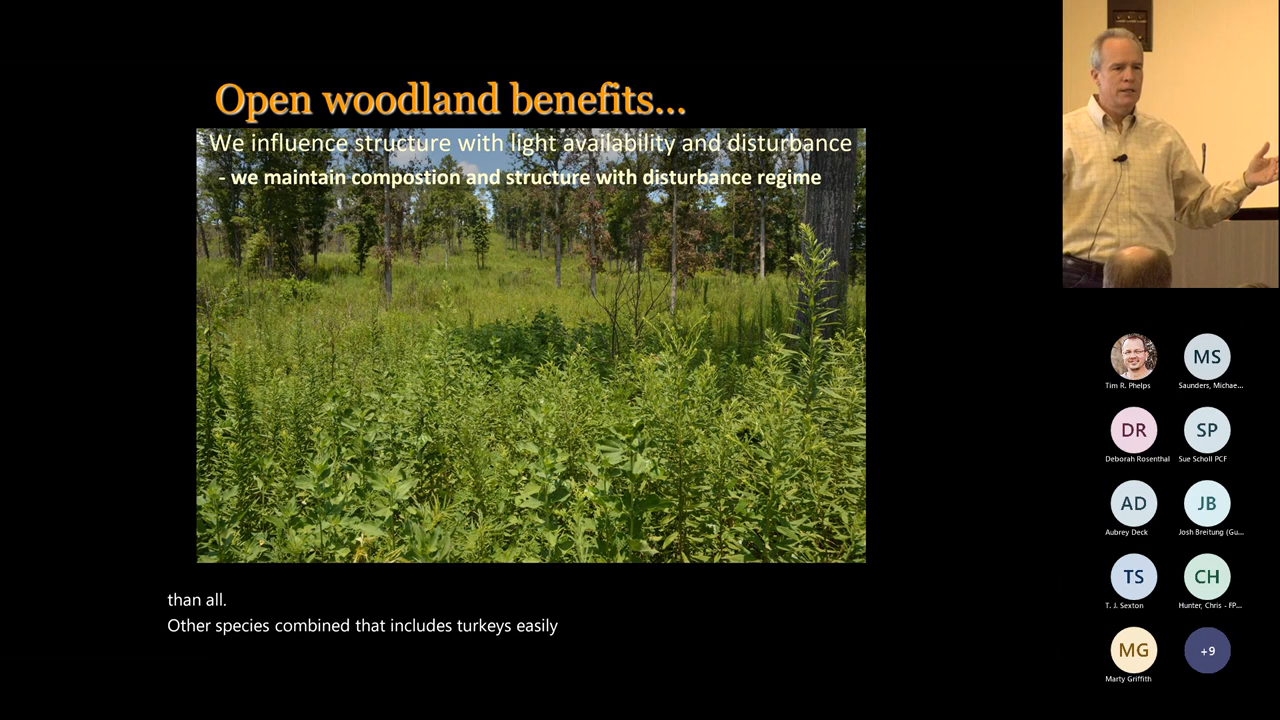 Open woodland benefits...
- We influence structure with light availability and disturbance
- we maintain compostion and structure with disturbance regime
than all.
Other species combined that includes turkeys easily
MS
Tim R. Phelps
Saunders, Michae...
DR
SP
Deborah Rosenthal
Sue Scholl PCF
AD
JB
Aubrey Deck
Josh Breitung (Gu...
TS
CH
T. J. Sexton
Hunter, Chris - FP...
MG
+9
Marty Griffith